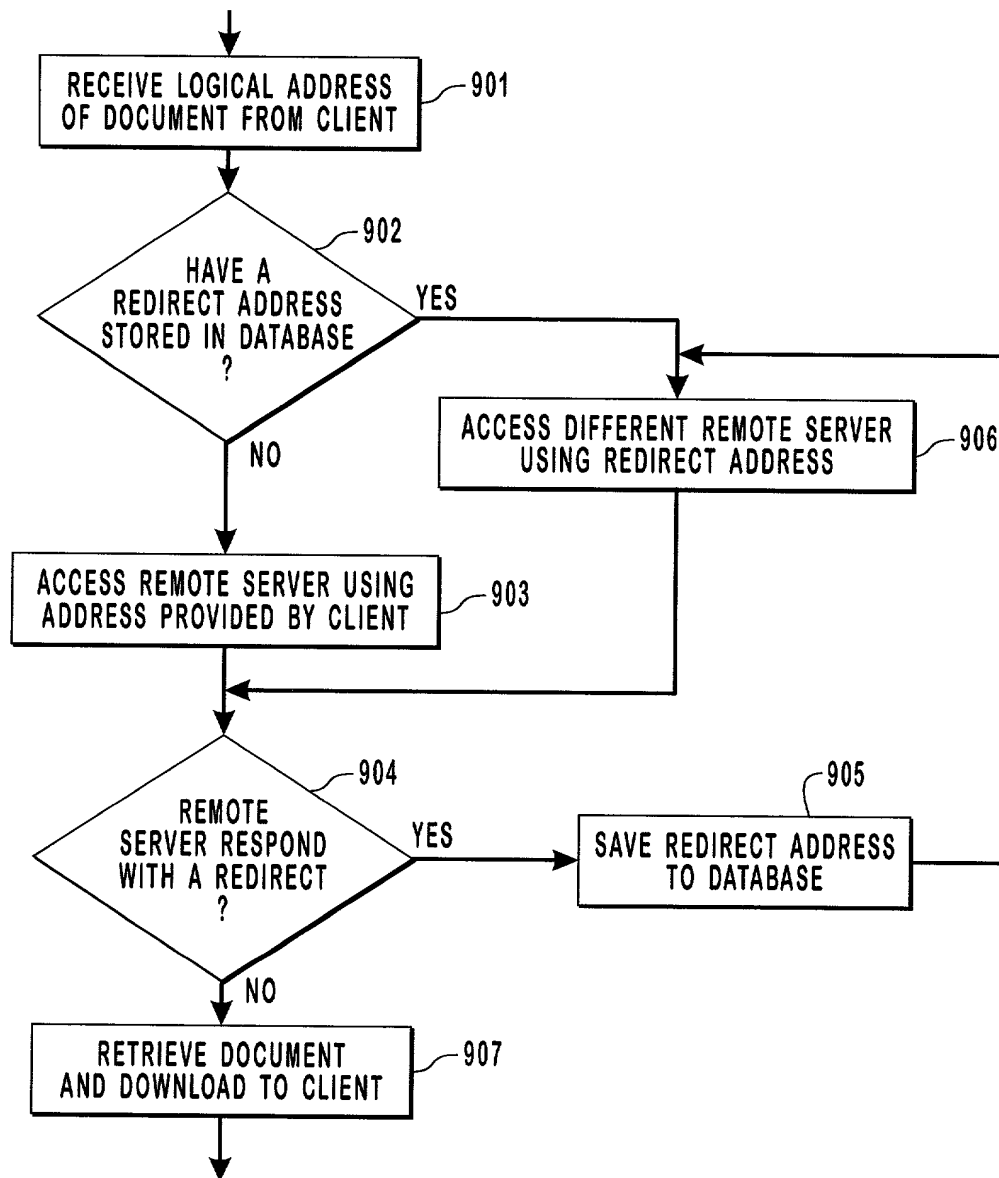 RECEIVE LOGICAL ADDRESS
OF DOCUMENT FROM CLIENT
901
902
HAVE A
REDIRECT ADDRESS
STORED IN DATABASE
?
YES
NO
ACCESS DIFFERENT REMOTE SERVER
USING REDIRECT ADDRESS
906
ACCESS REMOTE SERVER USING
ADDRESS PROVIDED BY CLIENT
903
904
REMOTE
SERVER RESPOND
WITH A REDIRECT
?
YES
NO
905
SAVE REDIRECT ADDRESS
TO DATABASE
RETRIEVE DOCUMENT
AND DOWNLOAD TO CLIENT
907